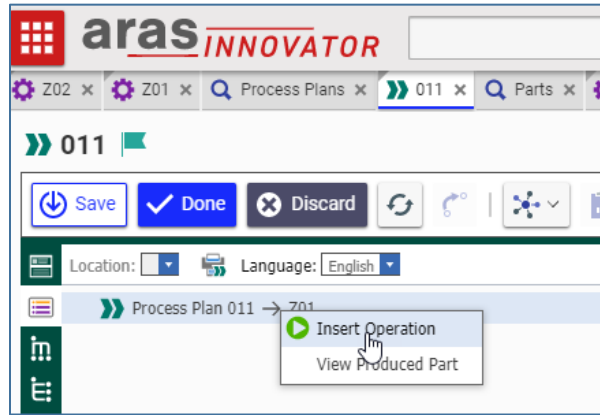 aras INNOVATOR
Z02 Z01 Process Plans 011 Parts
011
Save Done Discard
Location: Language: English
Process Plan 011 → Z01
Insert Operation
View Produced Part